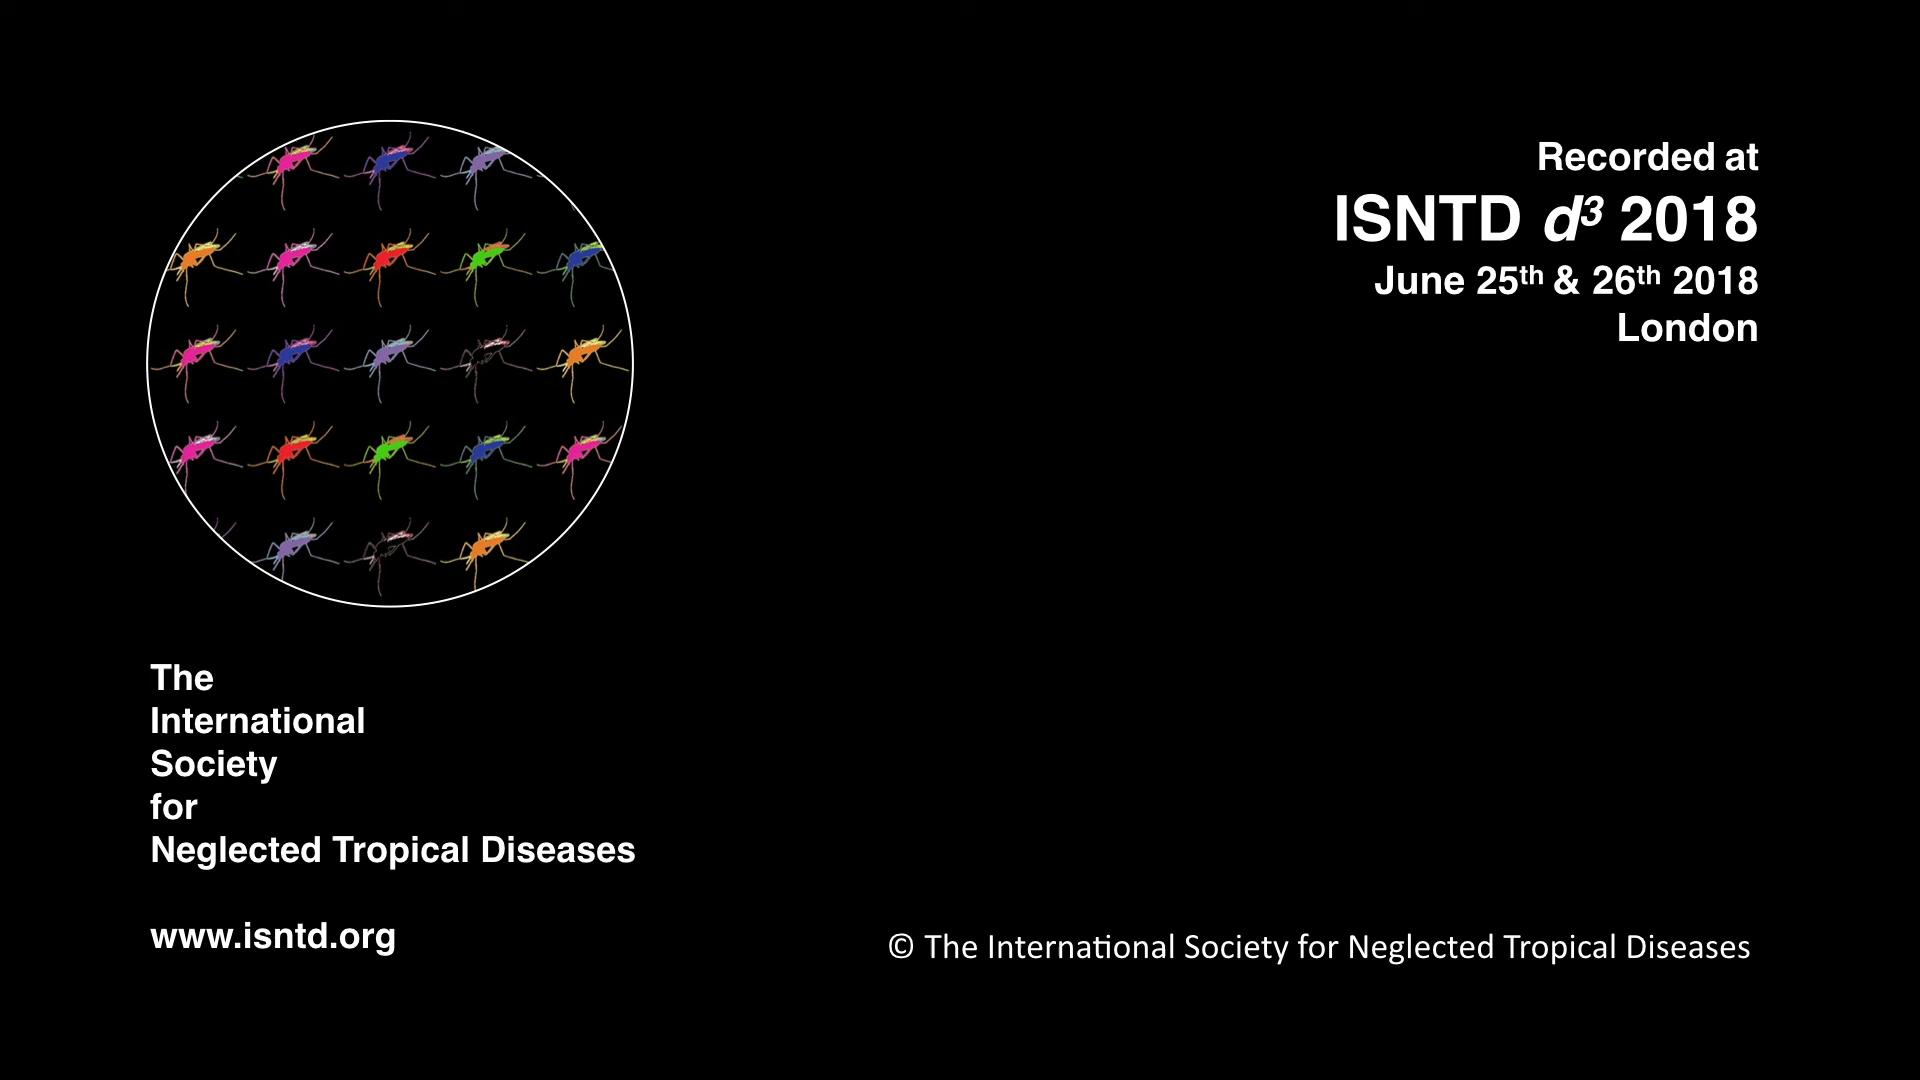 Recorded at
ISNTD d³ 2018
June 25th & 26th 2018
London
The
International
Society
for
Neglected Tropical Diseases
www.isntd.org
© The International Society for Neglected Tropical Diseases